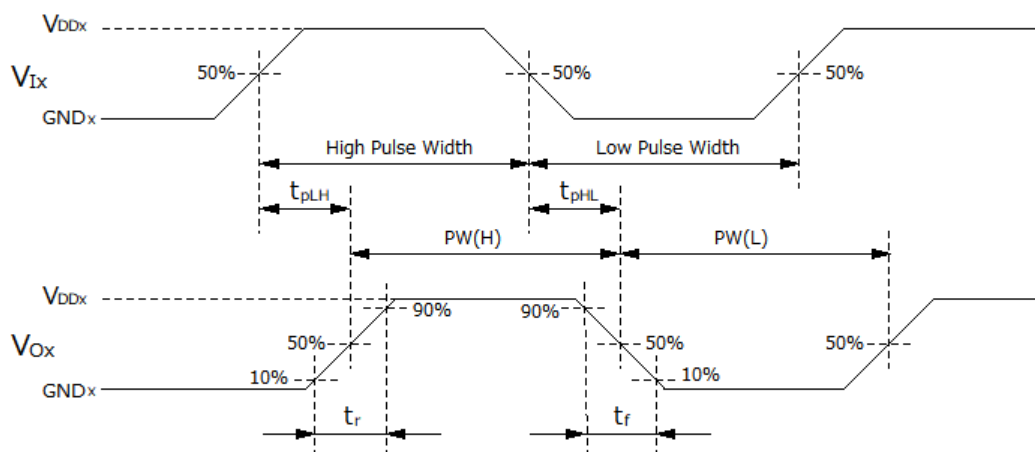 VDDx
VIx
50%
50%
50%
GNDx
High Pulse Width
Low Pulse Width
tpLH
tpHL
PW(H)
PW(L)
VDDx
90%
90%
VOx
50%
50%
50%
10%
10%
GNDx
tr
tf